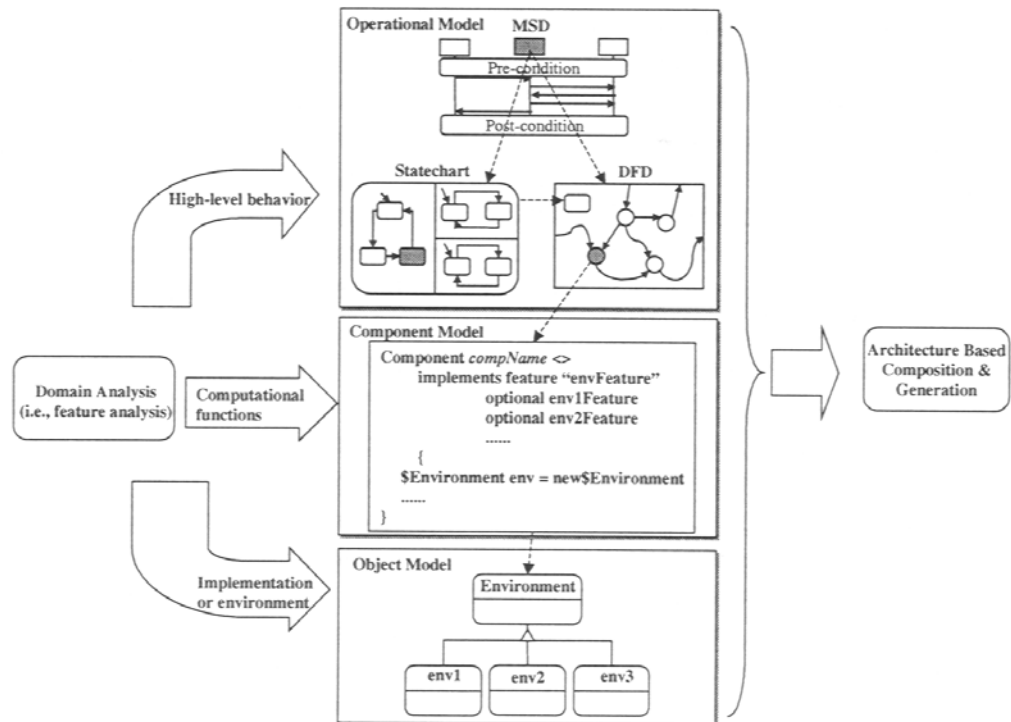 Operational Model
MSD
Pre-condition
Post-condition
Statechart
DFD
High-level behavior
Component Model
Component compName <>
implements feature “envFeature”
optional env1Feature
optional env2Feature
......
{
$Environment env = new$Environment
......
}
Domain Analysis
(i.e., feature analysis)
Computational
functions
Architecture Based
Composition &
Generation
Object Model
Implementation
or environment
Environment
env1
env2
env3